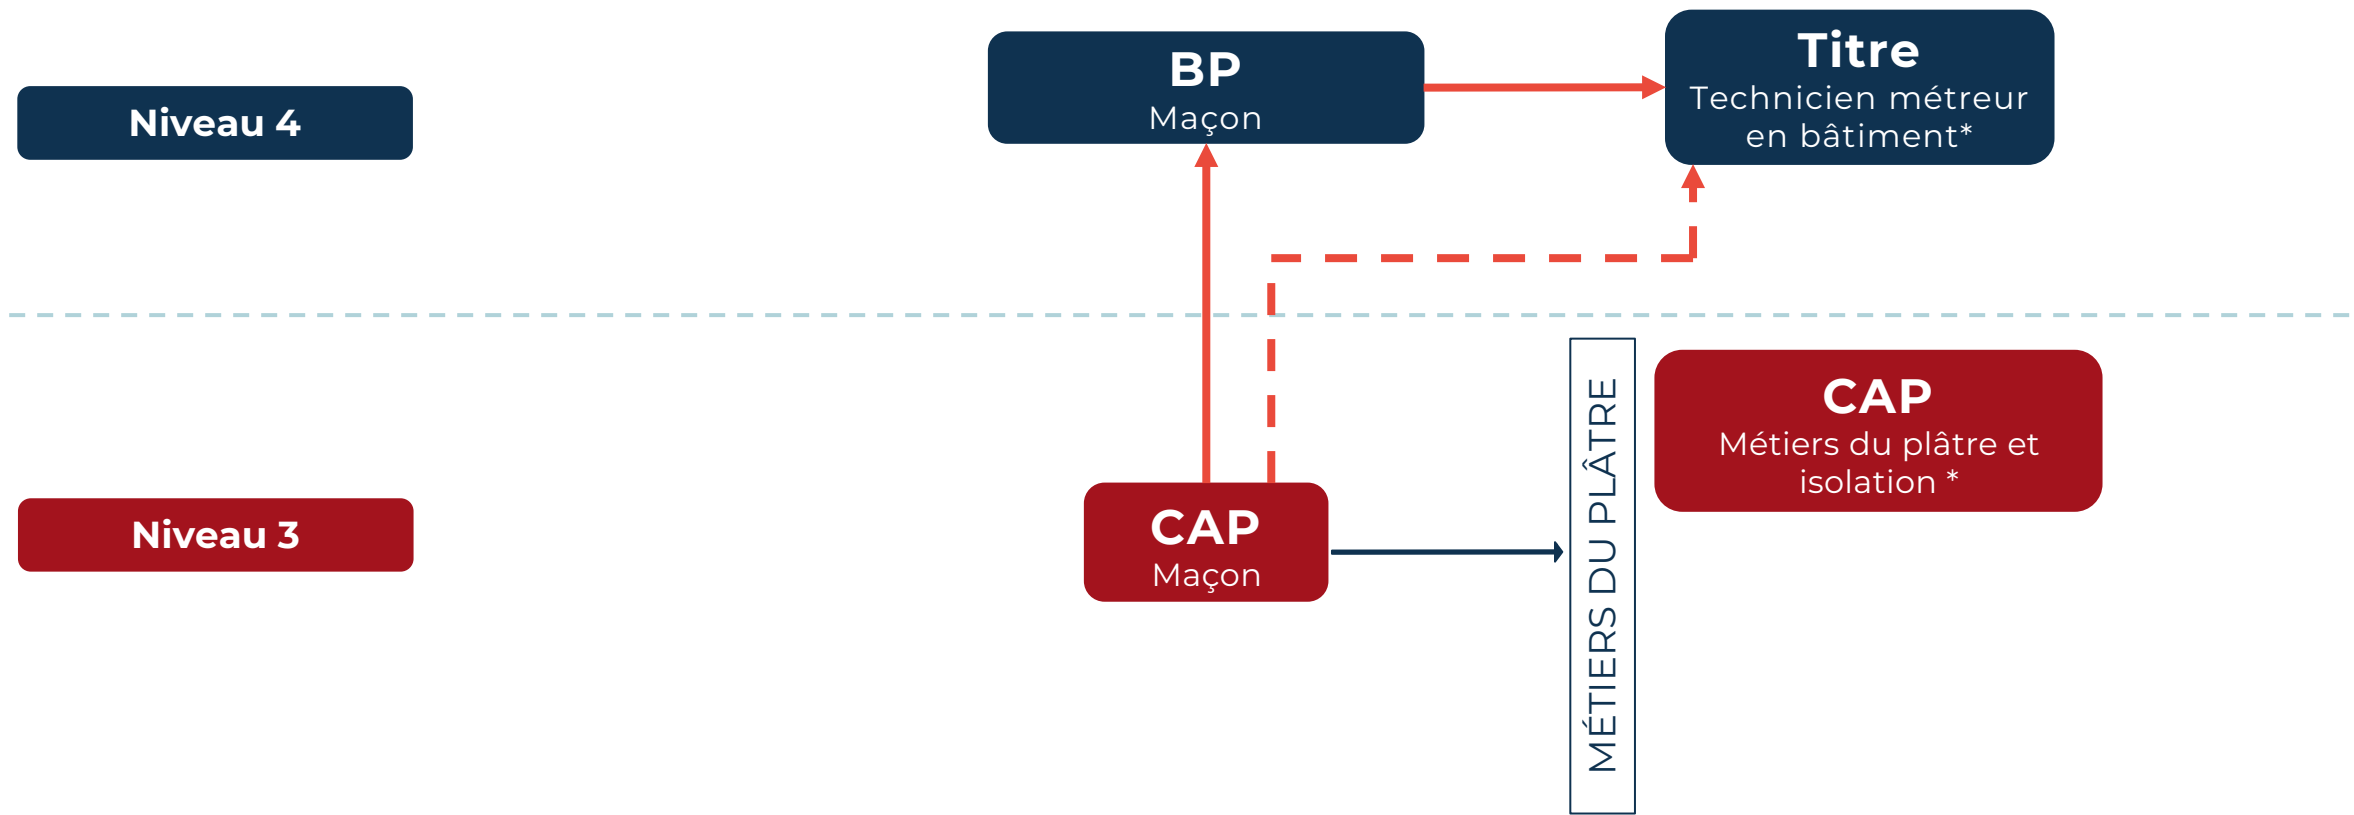 Niveau 4
BP
Maçon
Titre
Technicien métreur
en bâtiment*
Niveau 3
CAP
Maçon
MÉTIERS DU PLÂTRE
CAP
Métiers du plâtre et
isolation *